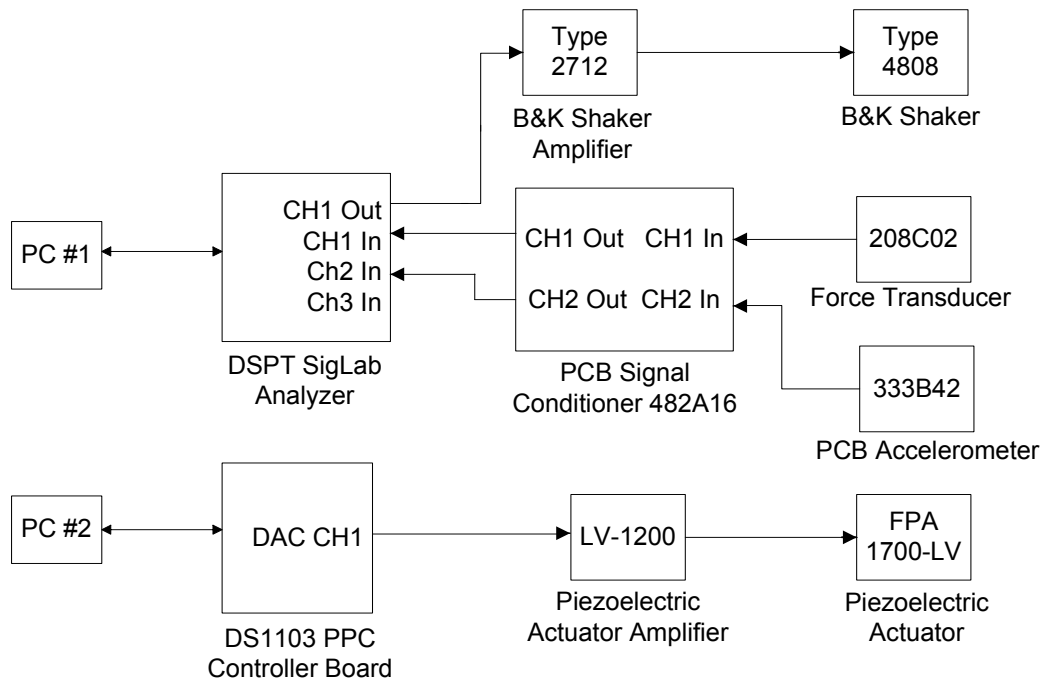 Type
2712
B&K Shaker
Amplifier
Type
4808
B&K Shaker
PC #1
CH1 Out
CH1 In
Ch2 In
Ch3 In
DSPT SigLab
Analyzer
CH1 Out CH1 In
CH2 Out CH2 In
PCB Signal
Conditioner 482A16
208C02
Force Transducer
333B42
PCB Accelerometer
PC #2
DAC CH1
DS1103 PPC
Controller Board
LV-1200
Piezoelectric
Actuator Amplifier
FPA
1700-LV
Piezoelectric
Actuator